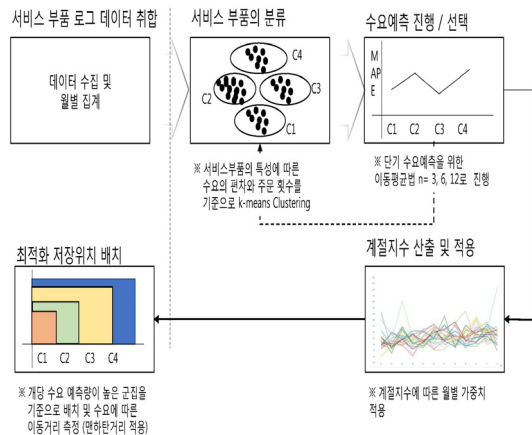 서비스 부품 로그 데이터 취합
데이터 수집 및
월별 집계
서비스 부품의 분류
C4
C3
C2
C1
※ 서비스부품의 특성에 따른
수요의 편차와 주문 횟수를
기준으로 k-means Clustering
수요예측 진행 / 선택
M
AP
E
C1 C2 C3 C4
※ 단기 수요예측을 위한
이동평균법 n= 3, 6, 12로 진행
계절지수 산출 및 적용
※ 계절지수에 따른 월별 가중치
적용
최적화 저장위치 배치
C1 C2 C3 C4
※ 개당 수요 예측량이 높은 군집을
기준으로 배치 및 수요에 따른
이동거리 측정 (맨하탄거리 적용)